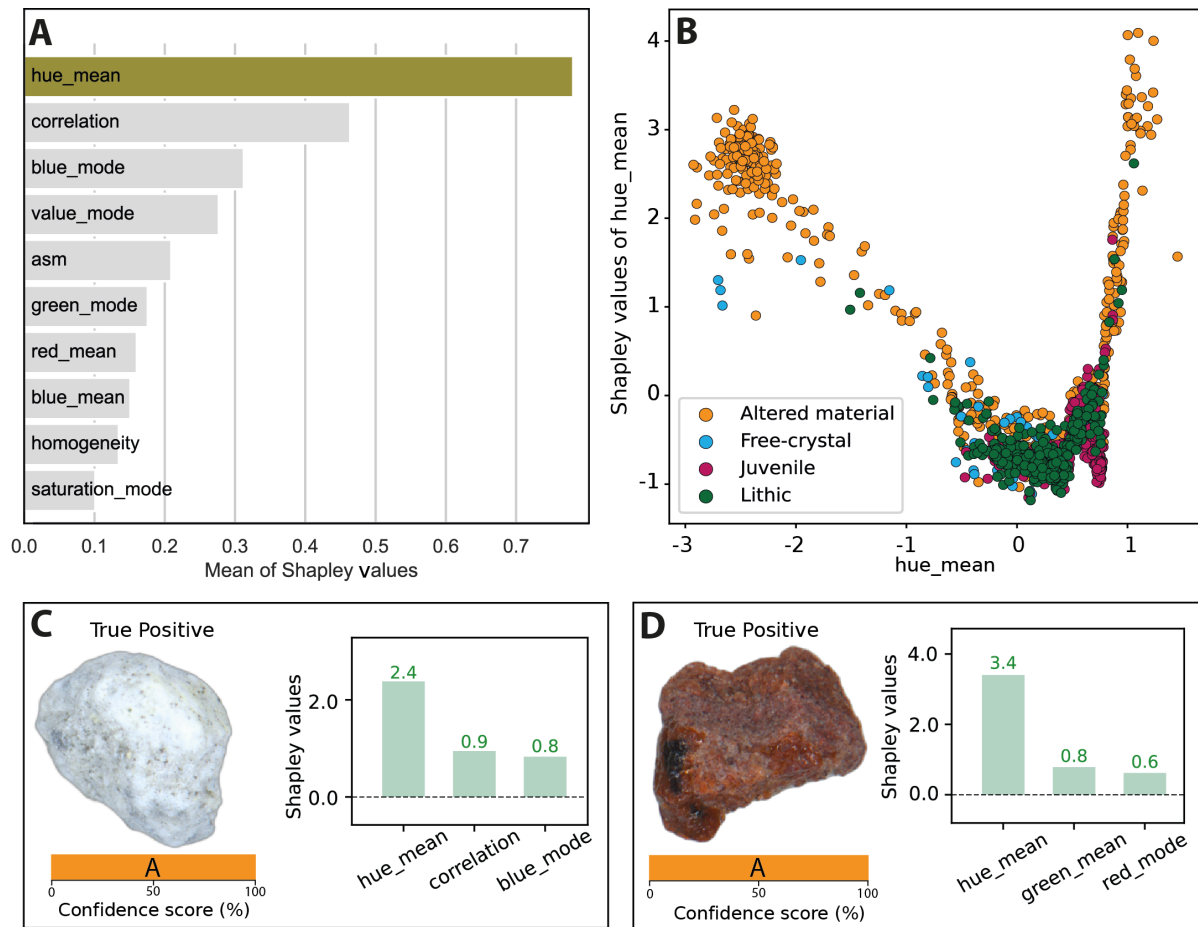 A
hue_mean
correlation
blue_mode
value_mode
asm
green_mode
red_mean
blue_mean
homogeneity
saturation_mode
0.0 0.1 0.2 0.3 0.4 0.5 0.6 0.7
Mean of Shapley values
B
Shapley values of hue_mean
4
3
2
1
0
-1
Altered material
Free-crystal
Juvenile
Lithic
-3 -2 -1 0 1
hue_mean
C
True Positive
A
0 50 100
Confidence score (%)
Shapley values
2.0
0.0
2.4
0.9
0.8
hue_mean
correlation
blue_mode
D
True Positive
A
0 50 100
Confidence score (%)
Shapley values
4.0
2.0
0.0
3.4
0.8
0.6
hue_mean
green_mean
red_mode